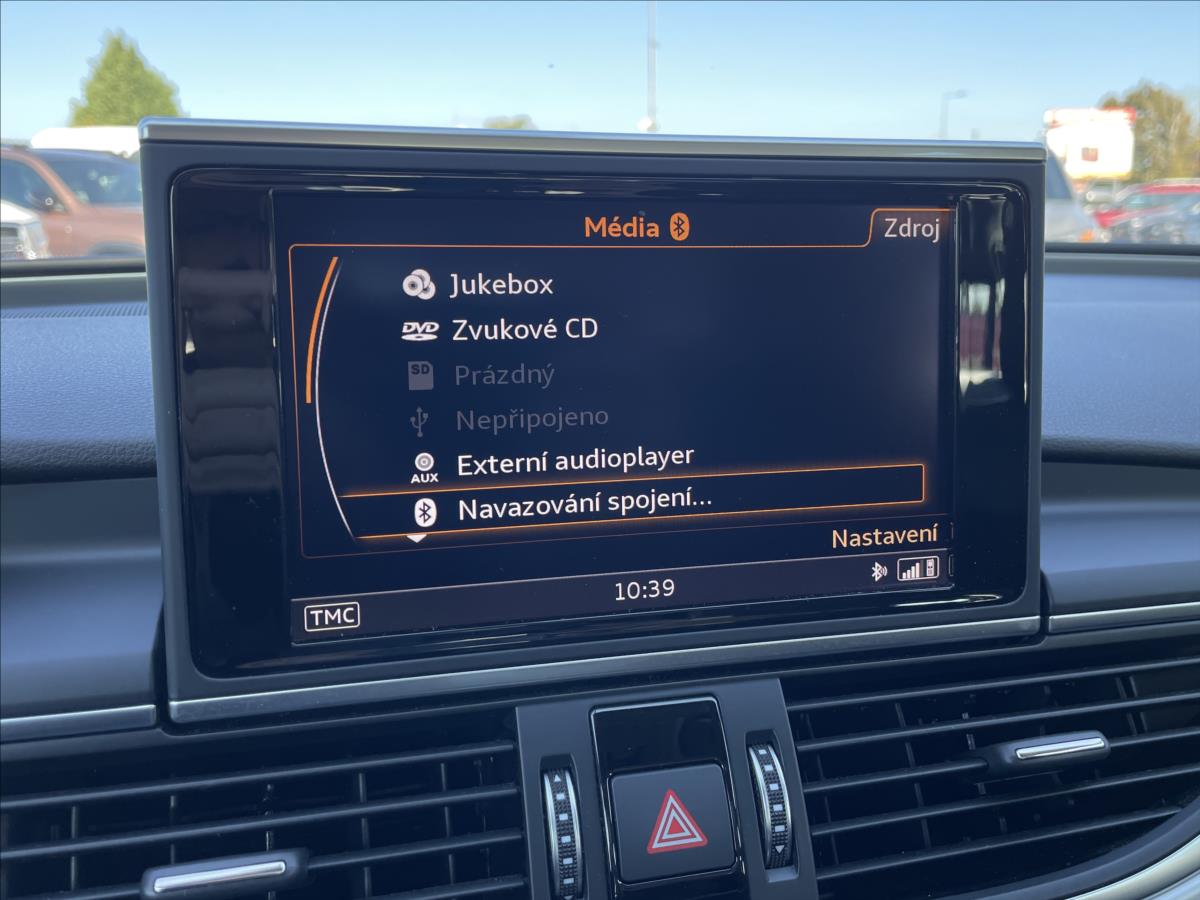 Média
Zdroj
Jukebox
DVD Zvukové CD
SD Prázdný
Nepřipojeno
Externí audioplayer
AUX
Navazování spojení...
Nastavení
10:39
TMC